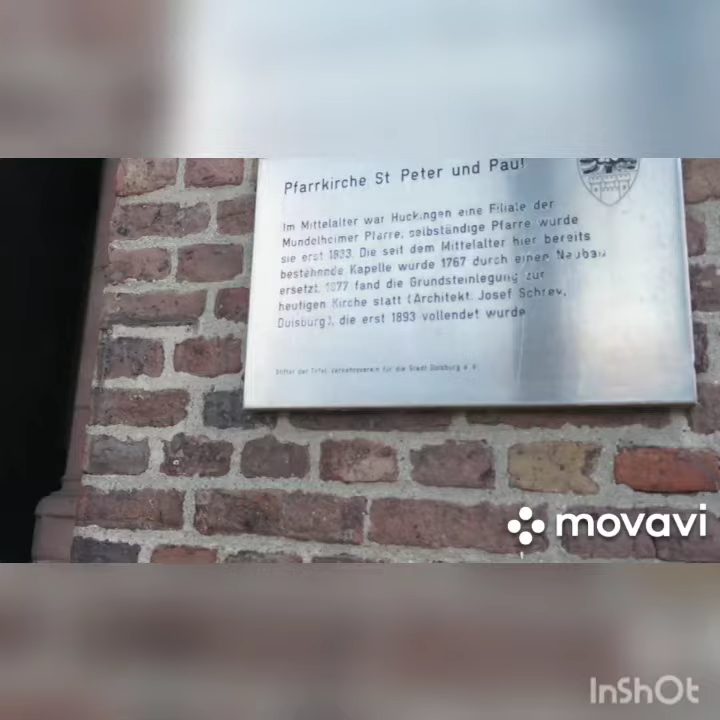 Pfarrkirche St Peter und Paul
Im Mittelalter war Huckingen eine Filiale der
Mundelheimer Pfarre, selbständige Pfarre wurde
sie erst 1833. Die seit dem Mittelalter hier bereits
bestehende Kapelle wurde 1767 durch einen Neubau
ersetzt. 1877 fand die Grundsteinlegung zur
heutigen Kirche statt (Architekt. Josef
Duisburg), die erst 1893 vollendet wurde
Stifter der Tafel Verkehrsverein für die Stadt Duisburg e. V.
movavi
InShOt